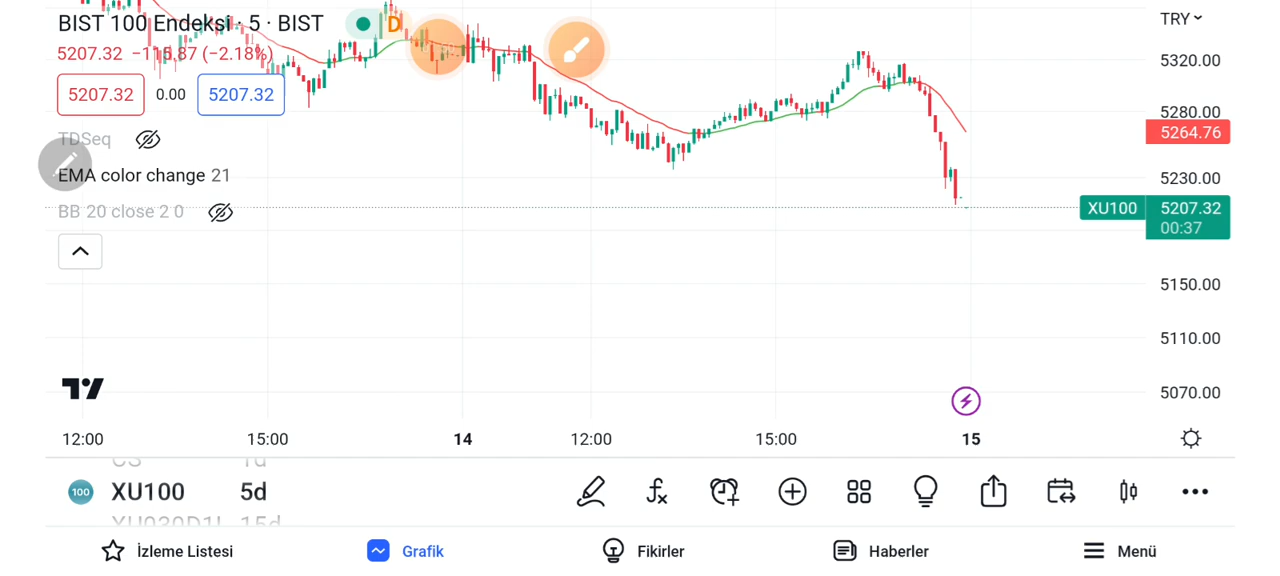 BIST 100 Endeksi · 5 · BIST D
TRY
5207.32 −115.87 (−2.18%)
5320.00
5207.32 0.00 5207.32
5280.00
5264.76
TDSeq
EMA color change 21
5230.00
BB 20 close 2 0
XU100 5207.32
00:37
5150.00
5110.00
5070.00
12:00 15:00 14 12:00 15:00 15
XU100 5d
İzleme Listesi Grafik Fikirler Haberler Menü